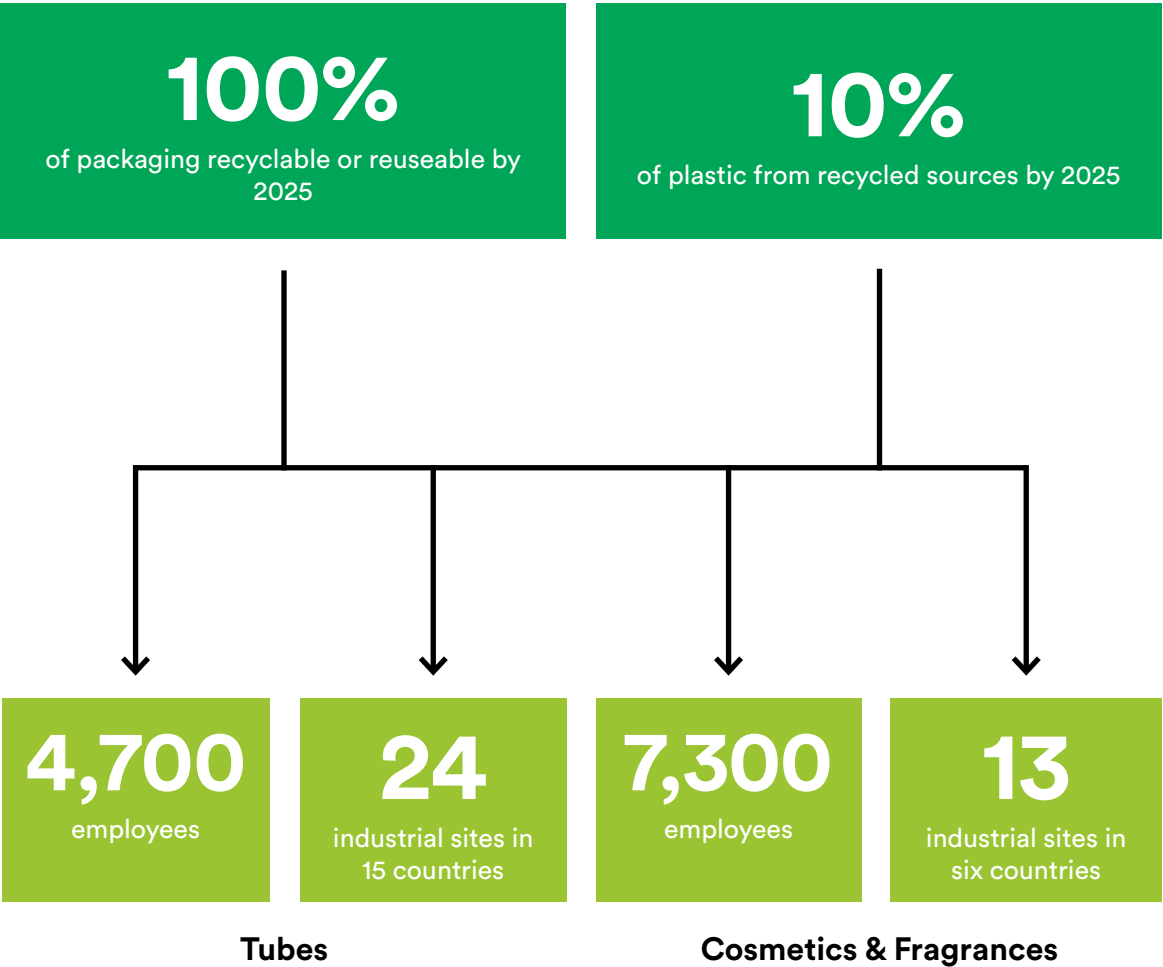 100%
of packaging recyclable or reuseable by
2025
10%
of plastic from recycled sources by 2025
4,700
employees
24
industrial sites in
15 countries
7,300
employees
13
industrial sites in
six countries
Tubes
Cosmetics & Fragrances